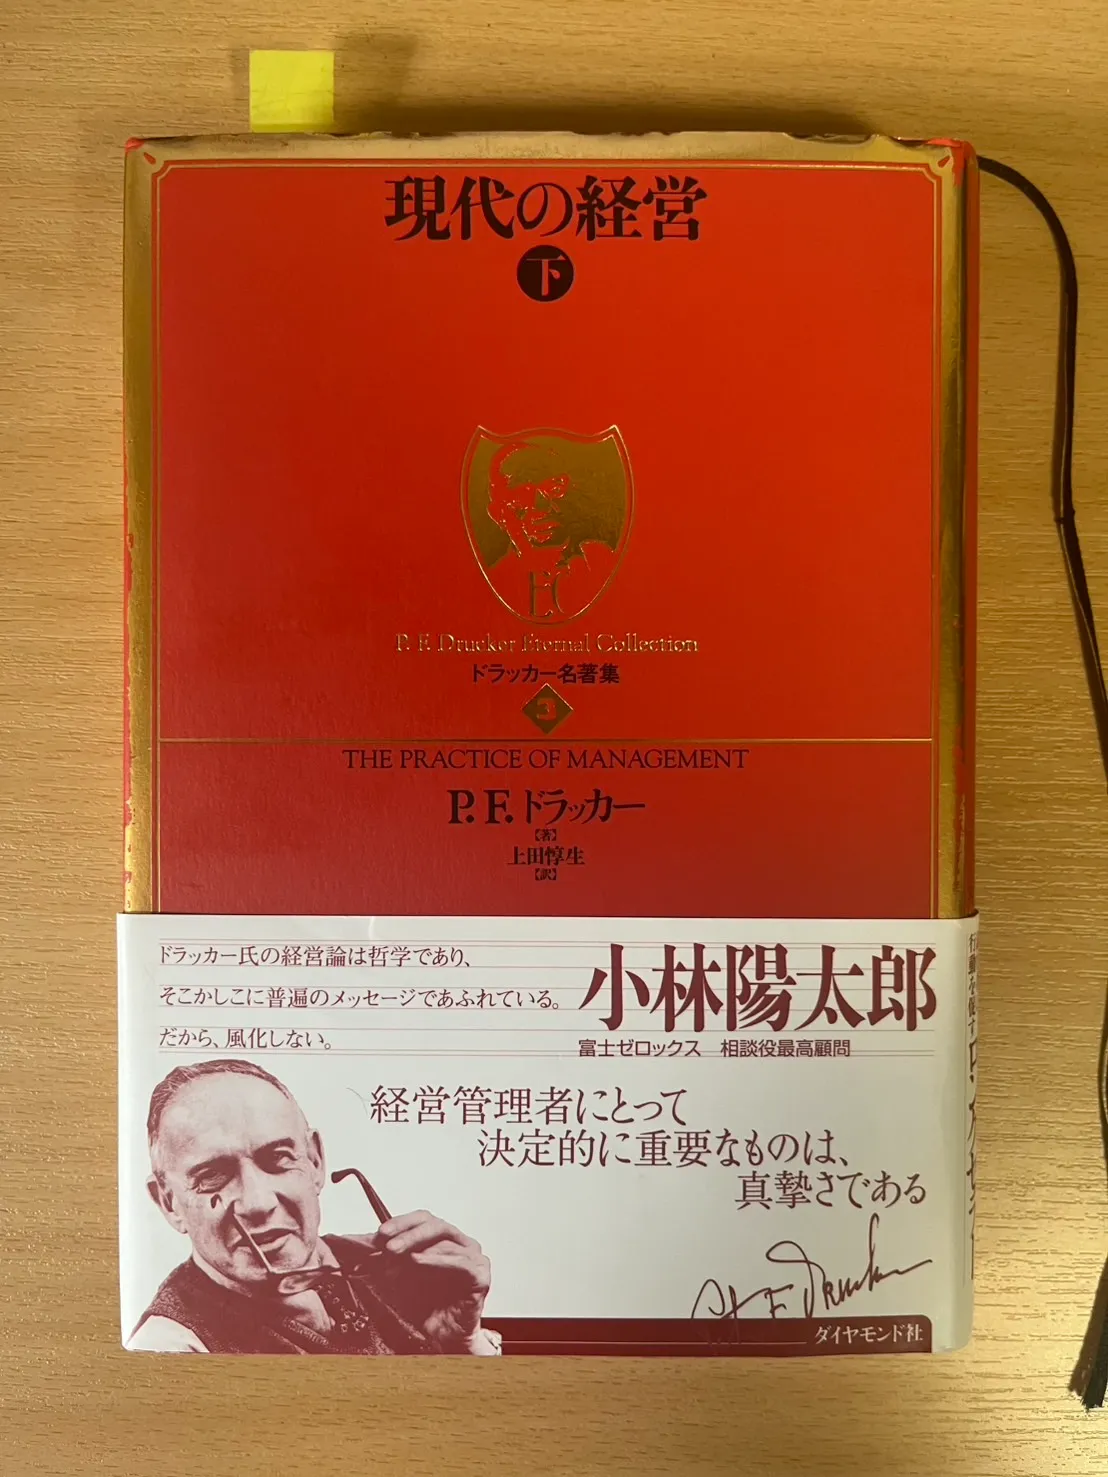 現代の経営
下
EC
P. F. Drucker Eternal Collection
ドラッカー名著集
3
THE PRACTICE OF MANAGEMENT
P. F. ドラッカー
【著】
上田惇生
【訳】
ドラッカー氏の経営論は哲学であり、
そこかしこに普遍のメッセージであふれている。
だから、風化しない。
小林陽太郎
富士ゼロックス 相談役最高顧問
経営管理者にとって
決定的に重要なものは、
真摯さである
P. F. Drucker
ダイヤモンド社